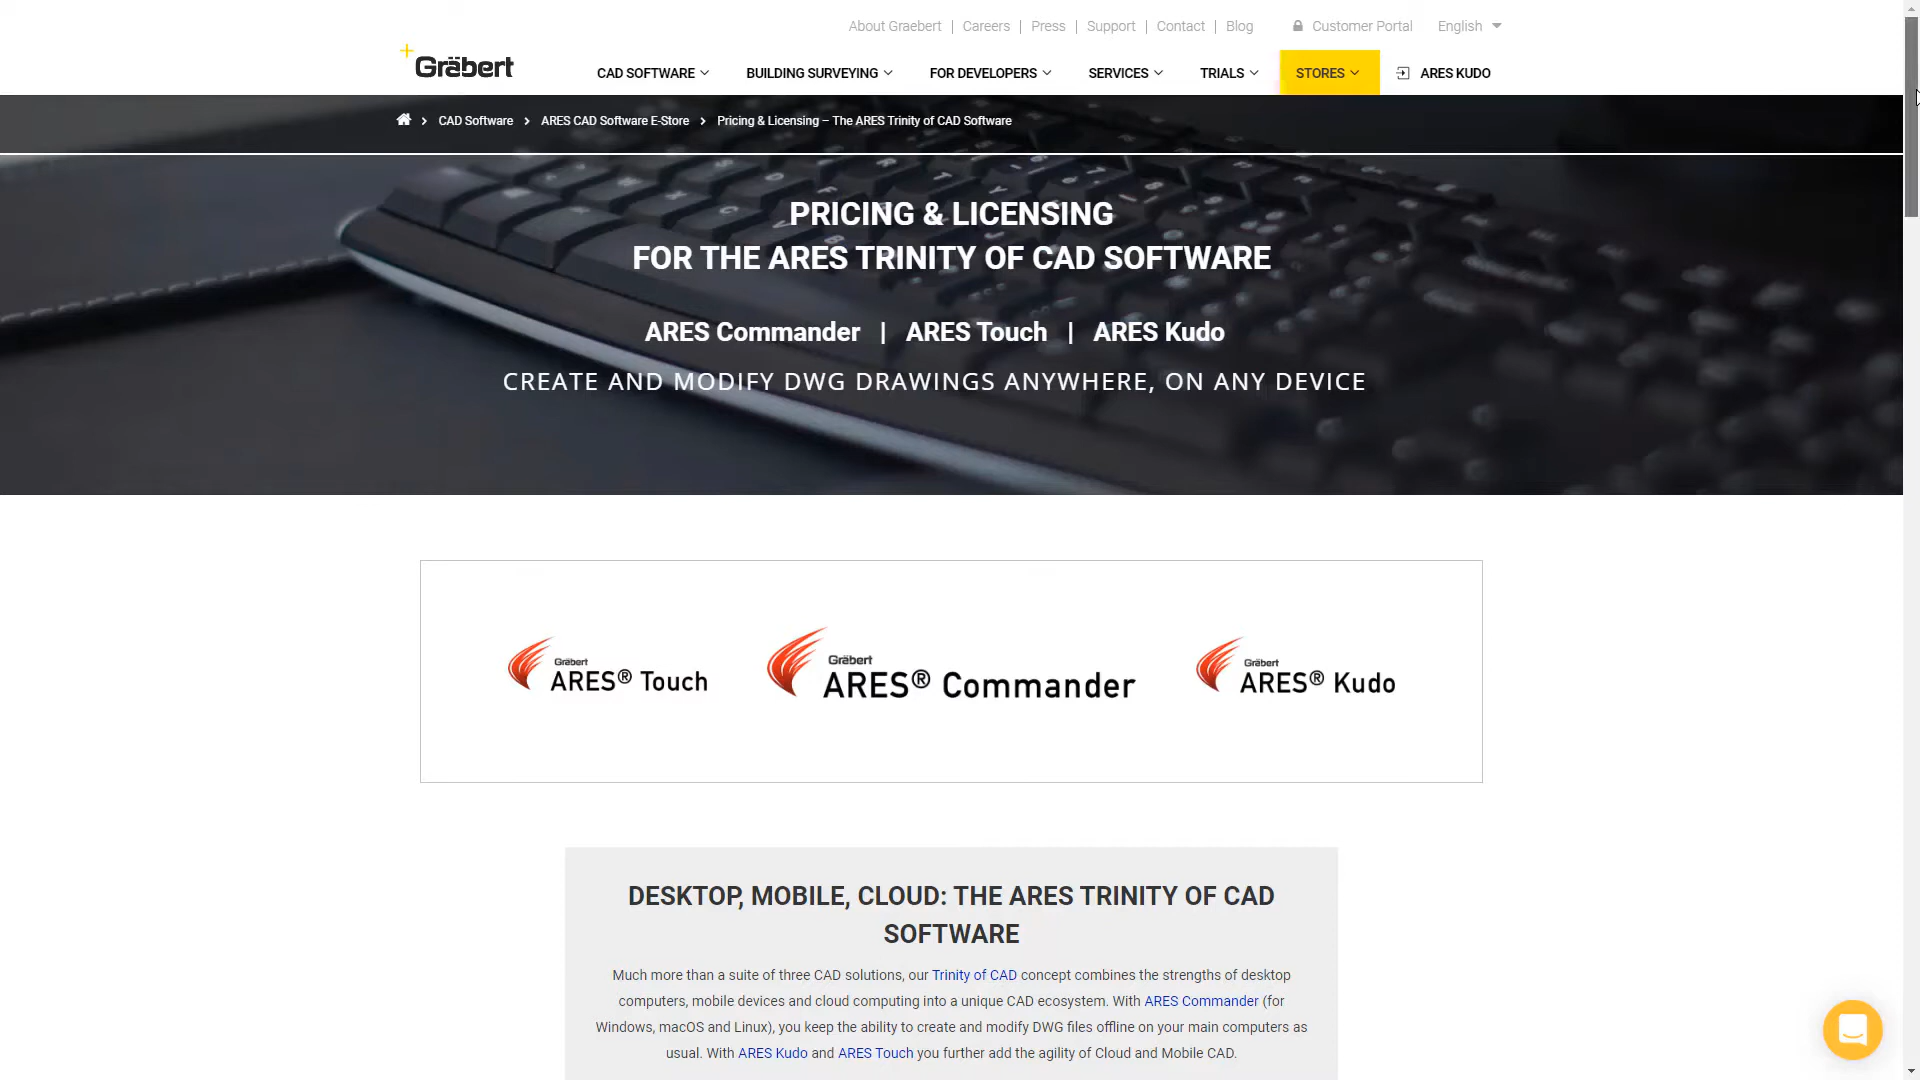 About Graebert | Careers | Press | Support | Contact | Blog Customer Portal English
Gräbert CAD SOFTWARE BUILDING SURVEYING FOR DEVELOPERS SERVICES TRIALS STORES ARES KUDO
CAD Software > ARES CAD Software E-Store > Pricing & Licensing – The ARES Trinity of CAD Software
PRICING & LICENSING
FOR THE ARES TRINITY OF CAD SOFTWARE
ARES Commander | ARES Touch | ARES Kudo
CREATE AND MODIFY DWG DRAWINGS ANYWHERE, ON ANY DEVICE
Gräbert
ARES® Touch
Gräbert
ARES® Commander
Gräbert
ARES® Kudo
DESKTOP, MOBILE, CLOUD: THE ARES TRINITY OF CAD
SOFTWARE
Much more than a suite of three CAD solutions, our Trinity of CAD concept combines the strengths of desktop
computers, mobile devices and cloud computing into a unique CAD ecosystem. With ARES Commander (for
Windows, macOS and Linux), you keep the ability to create and modify DWG files offline on your main computers as
usual. With ARES Kudo and ARES Touch you further add the agility of Cloud and Mobile CAD.